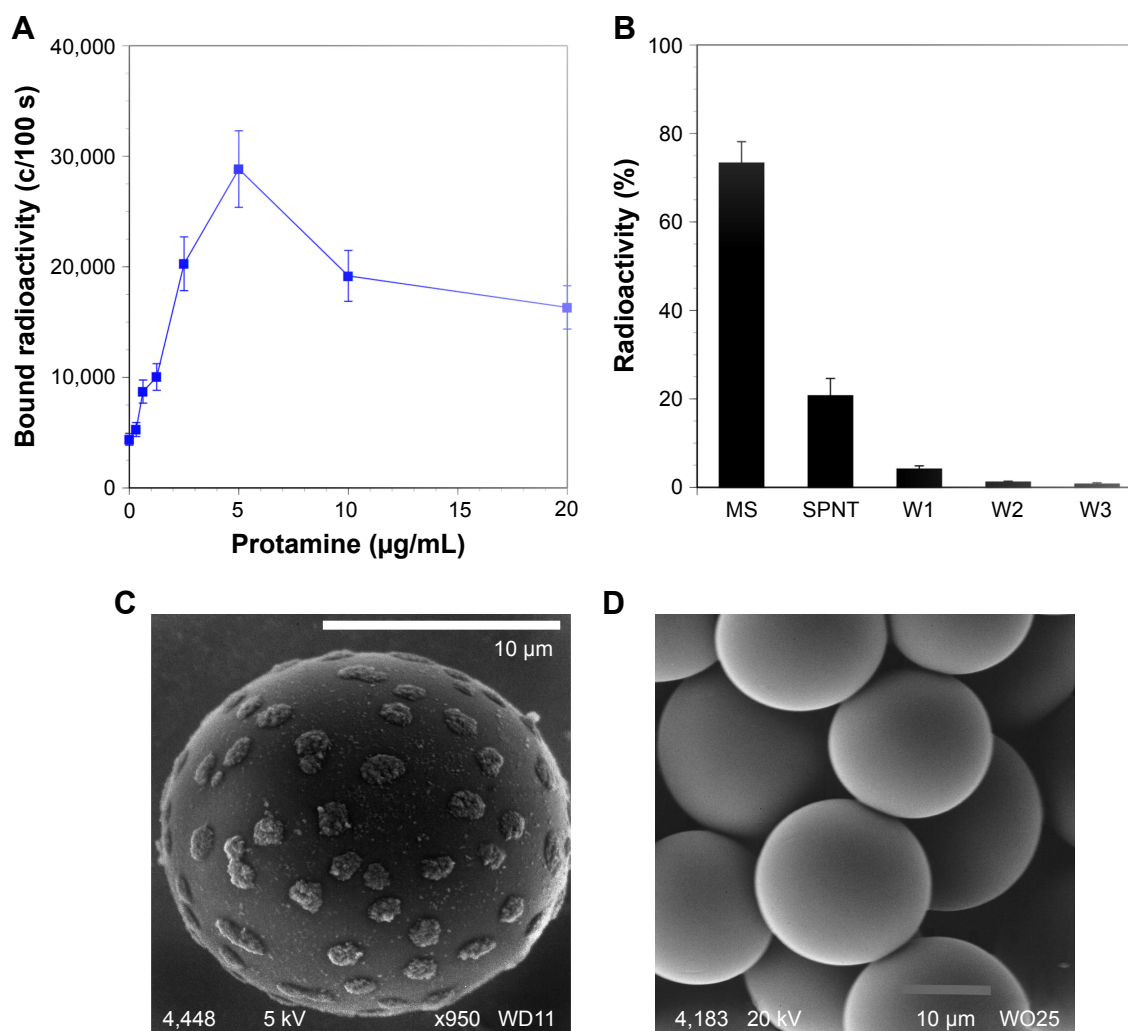 A
Bound radioactivity (c/100 s)
40,000
30,000
20,000
10,000
0
0 5 10 15 20
Protamine (µg/mL)
B
Radioactivity (%)
100
80
60
40
20
0
MS SPNT W1 W2 W3
C
10 µm
4,448 5 kV x950 WD11
D
10 µm
4,183 20 kV WO25